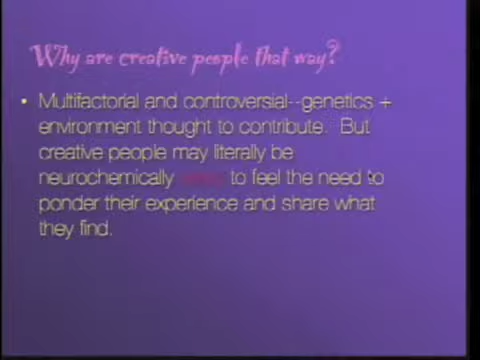 Why are creative people that way?
• Multifactorial and controversial--genetics +
environment thought to contribute. But
creative people may literally be
neurochemically to feel the need to
ponder their experience and share what
they find.